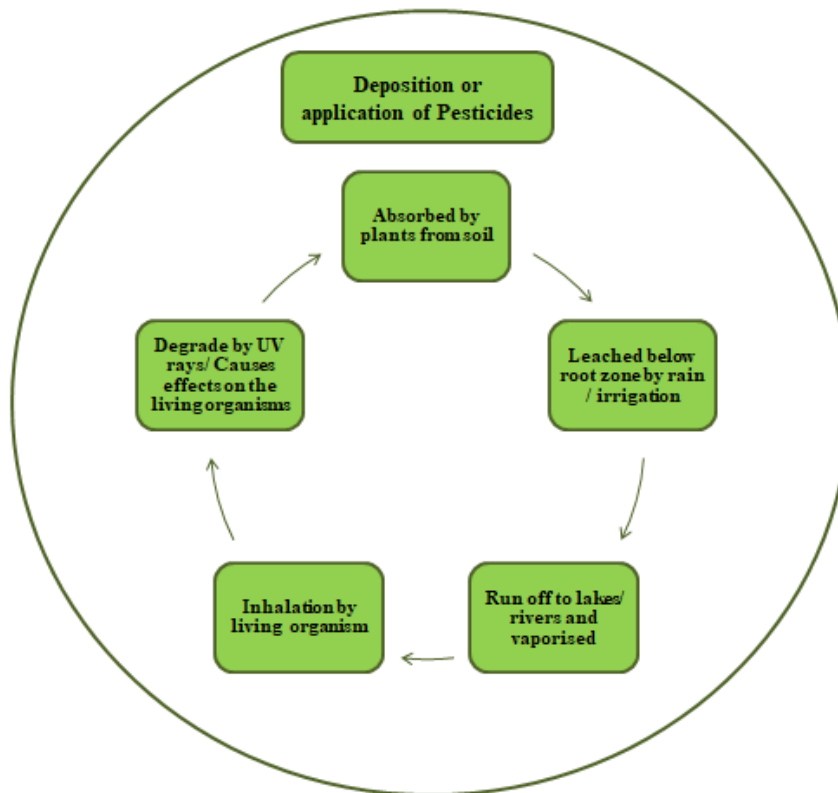 Deposition or
application of Pesticides
Absorbed by
plants from soil
Leached below
root zone by rain
/ irrigation
Run off to lakes/
rivers and
vaporised
Inhalation by
living organism
Degrade by UV
rays/ Causes
effects on the
living organisms